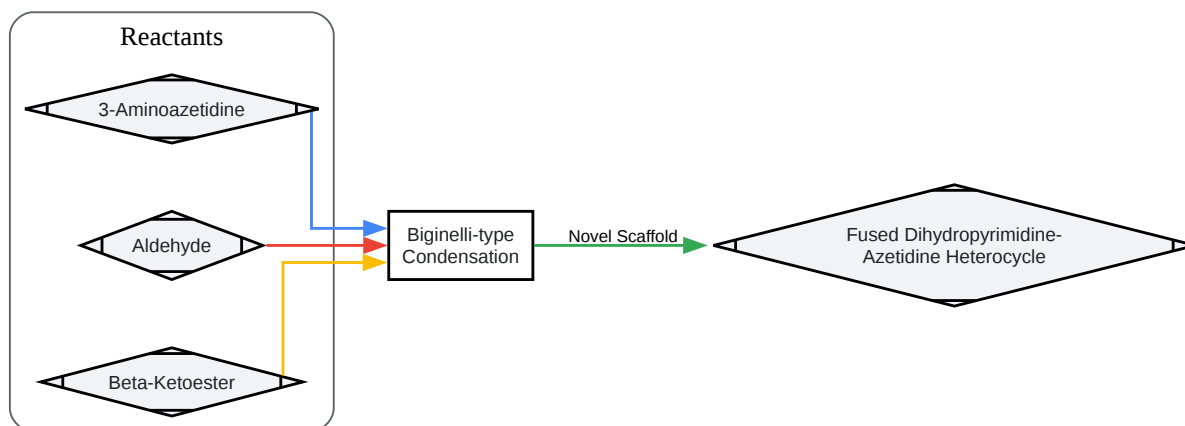 Reactants
3-Aminoazetidine
Aldehyde
Beta-Ketoester
Biginelli-type
Condensation
Novel Scaffold
Fused Dihydropyrimidine-
Azetidine Heterocycle